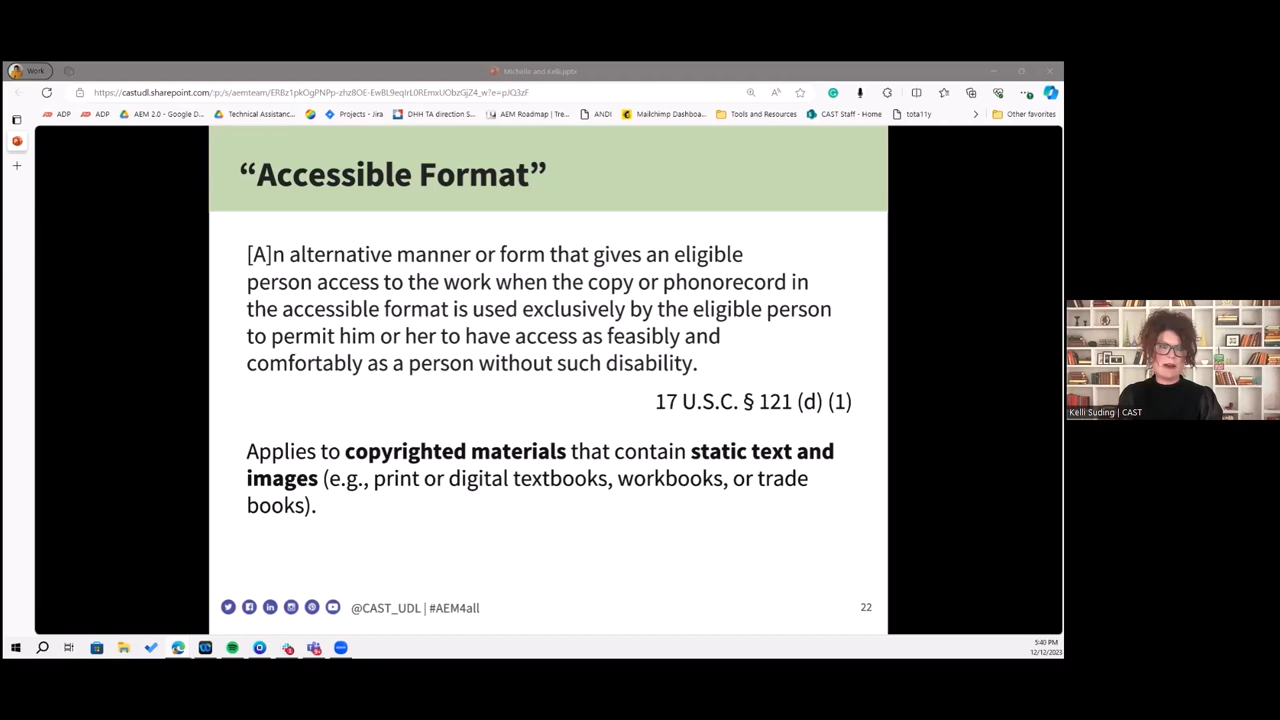 Work
Michelle and Kelli.pptx
https://castudl.sharepoint.com/:p:/s/aemteam/ERBz1pkOgPNPp-zhz8OE-EwBL9eqIrL0REmxUObzGjZ4_w?e=pJQ3zF
ADP
ADP
AEM 2.0 - Google D...
Technical Assistanc...
Projects - Jira
DHH TA direction S...
AEM Roadmap | Tre...
ANDI
Mailchimp Dashboa...
Tools and Resources
CAST Staff - Home
tota11y
Other favorites
“Accessible Format”
[A]n alternative manner or form that gives an eligible
person access to the work when the copy or phonorecord in
the accessible format is used exclusively by the eligible person
to permit him or her to have access as feasibly and
comfortably as a person without such disability.
17 U.S.C. § 121 (d) (1)
Applies to copyrighted materials that contain static text and
images (e.g., print or digital textbooks, workbooks, or trade
books).
@CAST_UDL | #AEM4all
22
Kelli Suding | CAST
5:40 PM
12/12/2023